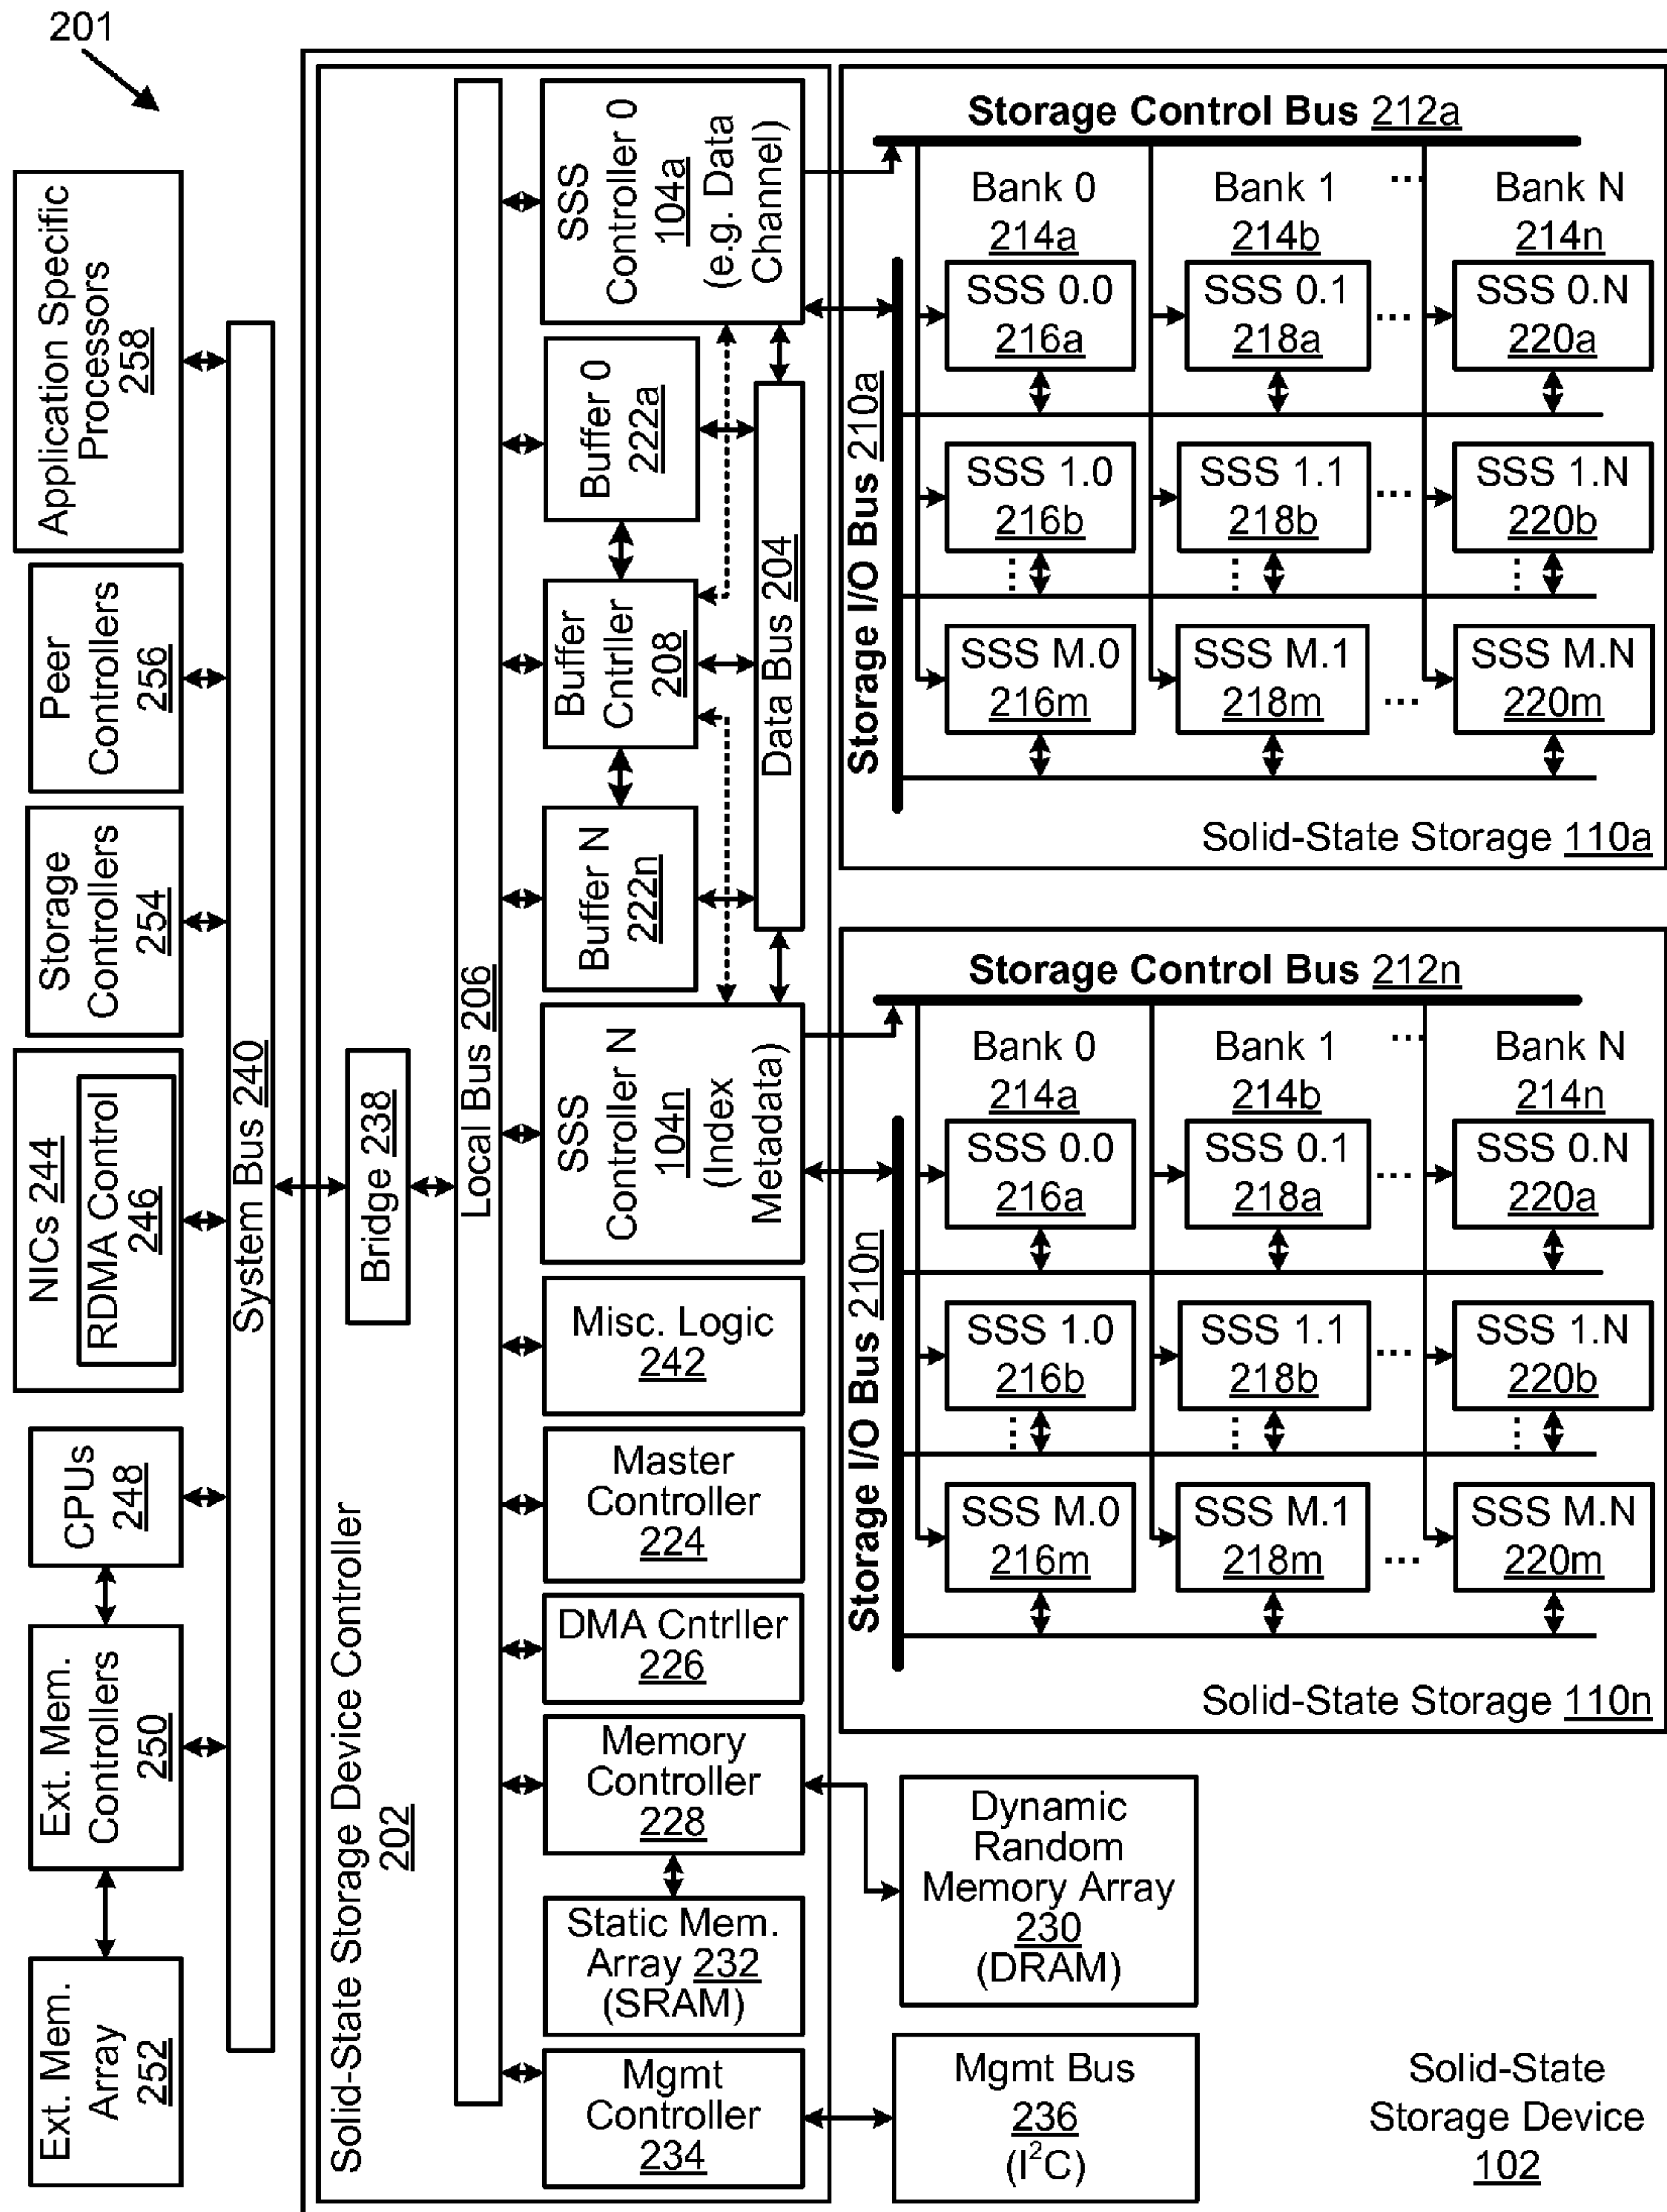 201
Application Specific
Processors
258
Peer
Controllers
256
Storage
Controllers
254
NICs 244
RDMA Control
246
CPUs
248
Ext. Mem.
Controllers
250
Ext. Mem.
Array
252
System Bus 240
Solid-State Storage Device Controller
202
Bridge 238
Local Bus 206
SSS
Controller 0
104a
(e.g. Data
Channel)
Buffer 0
222a
Buffer
Cntrller
208
Buffer N
222n
Data Bus 204
SSS
Controller N
104n
(Index
Metadata)
Misc. Logic
242
Master
Controller
224
DMA Cntrller
226
Memory
Controller
228
Static Mem.
Array 232
(SRAM)
Mgmt
Controller
234
Storage Control Bus 212a
Bank 0
214a
Bank 1
214b
...
Bank N
214n
Storage I/O Bus 210a
SSS 0.0
216a
SSS 0.1
218a
...
SSS 0.N
220a
SSS 1.0
216b
SSS 1.1
218b
...
SSS 1.N
220b
...
...
...
SSS M.0
216m
SSS M.1
218m
...
SSS M.N
220m
Solid-State Storage 110a
Storage Control Bus 212n
Bank 0
214a
Bank 1
214b
...
Bank N
214n
Storage I/O Bus 210n
SSS 0.0
216a
SSS 0.1
218a
...
SSS 0.N
220a
SSS 1.0
216b
SSS 1.1
218b
...
SSS 1.N
220b
...
...
...
SSS M.0
216m
SSS M.1
218m
...
SSS M.N
220m
Solid-State Storage 110n
Dynamic
Random
Memory Array
230
(DRAM)
Mgmt Bus
236
(I²C)
Solid-State
Storage Device
102